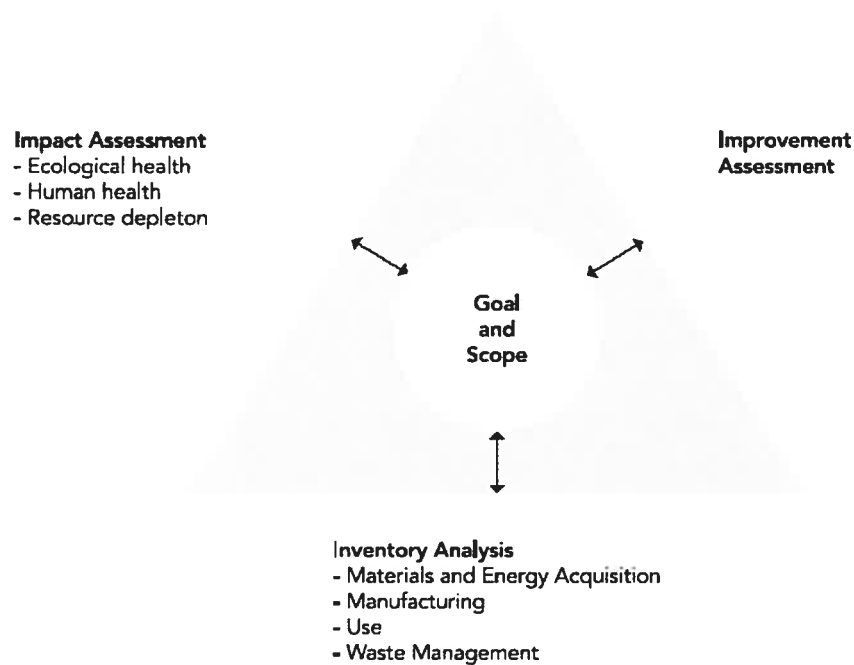 Impact Assessment
- Ecological health
- Human health
- Resource depleton
Improvement
Assessment
Goal
and
Scope
Inventory Analysis
- Materials and Energy Acquisition
- Manufacturing
- Use
- Waste Management